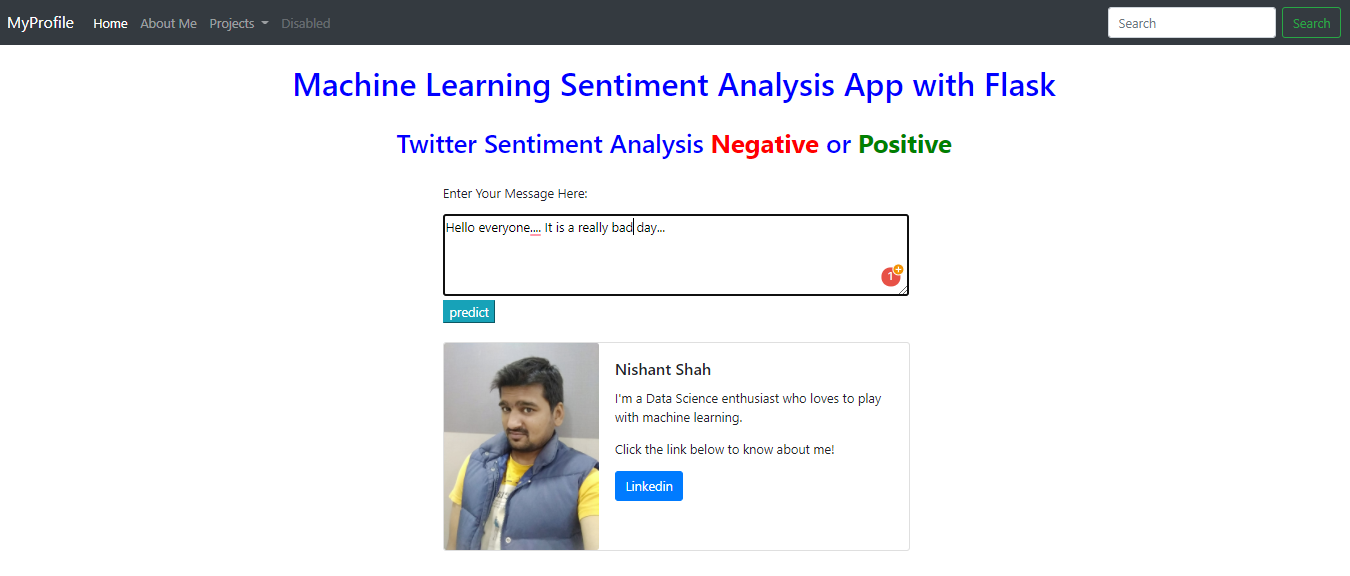 MyProfile Home About Me Projects Disabled Search Search
Machine Learning Sentiment Analysis App with Flask
Twitter Sentiment Analysis Negative or Positive
Enter Your Message Here:
Hello everyone.... It is a really bad day...
1
predict
Nishant Shah
I'm a Data Science enthusiast who loves to play
with machine learning.
Click the link below to know about me!
Linkedin